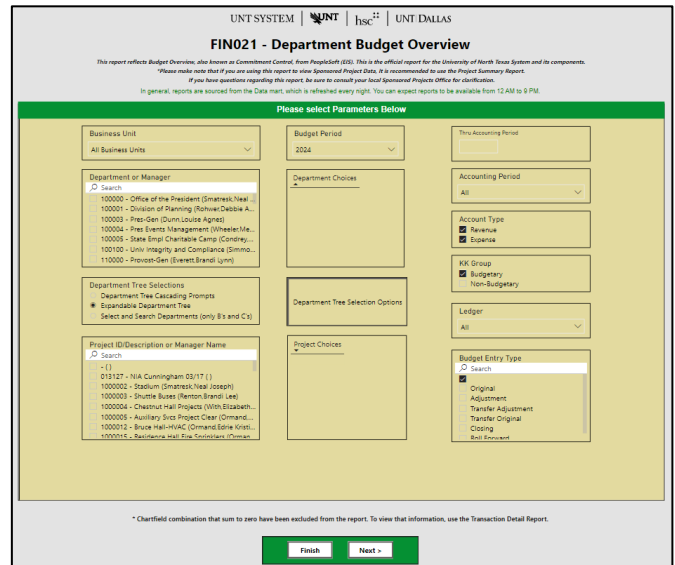 UNT SYSTEM | UNT | hsc | UNT DALLAS
FIN021 - Department Budget Overview
This report reflects Budget Overview, also known as Commitment Control, from PeopleSoft (EIS). This is the official report for the University of North Texas System and its components.
*Please make note that if you are using this report to view Sponsored Project Data, it is recommended to use the Project Summary Report.
If you have questions regarding this report, be sure to consult your local Sponsored Projects Office for clarification.
In general, reports are sourced from the Data mart, which is refreshed every night. You can expect reports to be available from 12 AM to 9 PM.
Please select Parameters Below
Business Unit
All Business Units
Budget Period
2024
Thru Accounting Period
Department or Manager
Search
100000 - Office of the President (Smatresk,Neal ...
100001 - Division of Planning (Rohwer,Debbie A...
100003 - Pres-Gen (Dunn,Louise Agnes)
100004 - Pres Events Management (Wheeler,Me...
100005 - State Empl Charitable Camp (Condrey,...
100100 - Univ Integrity and Compliance (Simmo...
110000 - Provost-Gen (Everett,Brandi Lynn)
Department Choices
Accounting Period
All
Account Type
Revenue
Expense
Department Tree Selections
Department Tree Cascading Prompts
Expandable Department Tree
Select and Search Departments (only B's and C's)
Department Tree Selection Options
KK Group
Budgetary
Non-Budgetary
Ledger
All
Project ID/Description or Manager Name
Search
- ( )
013127 - NIA Cunningham 03/17 ( )
1000002 - Stadium (Smatresk,Neal Joseph)
1000003 - Shuttle Buses (Renton,Brandi Lee)
1000004 - Chestnut Hall Projects (With,Elizabeth...
1000005 - Auxiliary Svcs Project Clear (Ormand,...
1000012 - Bruce Hall-HVAC (Ormand,Edrie Kristi...
1000015 - Residence Hall Fire Sprinklers (Orman...
Project Choices
Budget Entry Type
Search
Original
Adjustment
Transfer Adjustment
Transfer Original
Closing
Roll Forward
* Chartfield combination that sum to zero have been excluded from the report. To view that information, use the Transaction Detail Report.
Finish
Next >